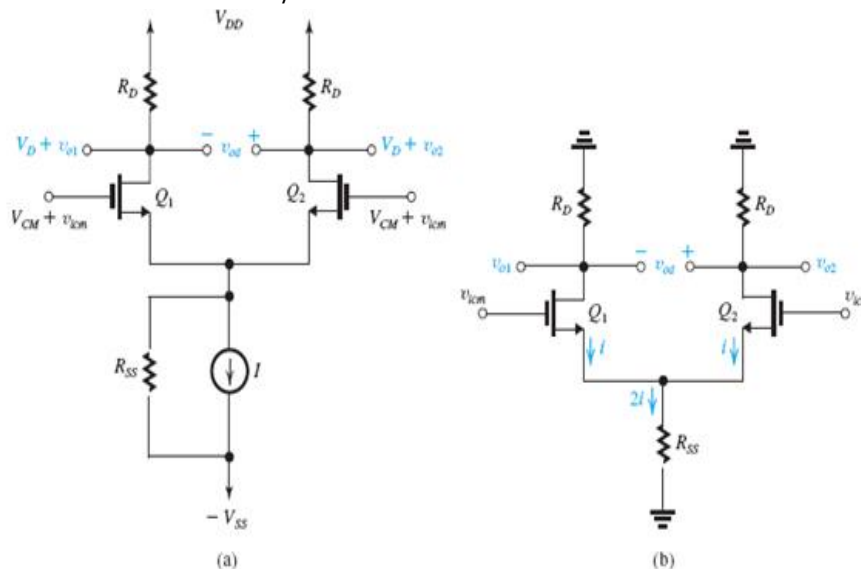 V_DD
R_D R_D
V_D + v_o1 − v_od + V_D + v_o2
Q_1 Q_2
V_CM + v_icm V_CM + v_icm
R_SS I
− V_SS
(a)
R_D R_D
v_o1 − v_od + v_o2
v_icm
Q_1 Q_2
i i
2i
R_SS
(b)